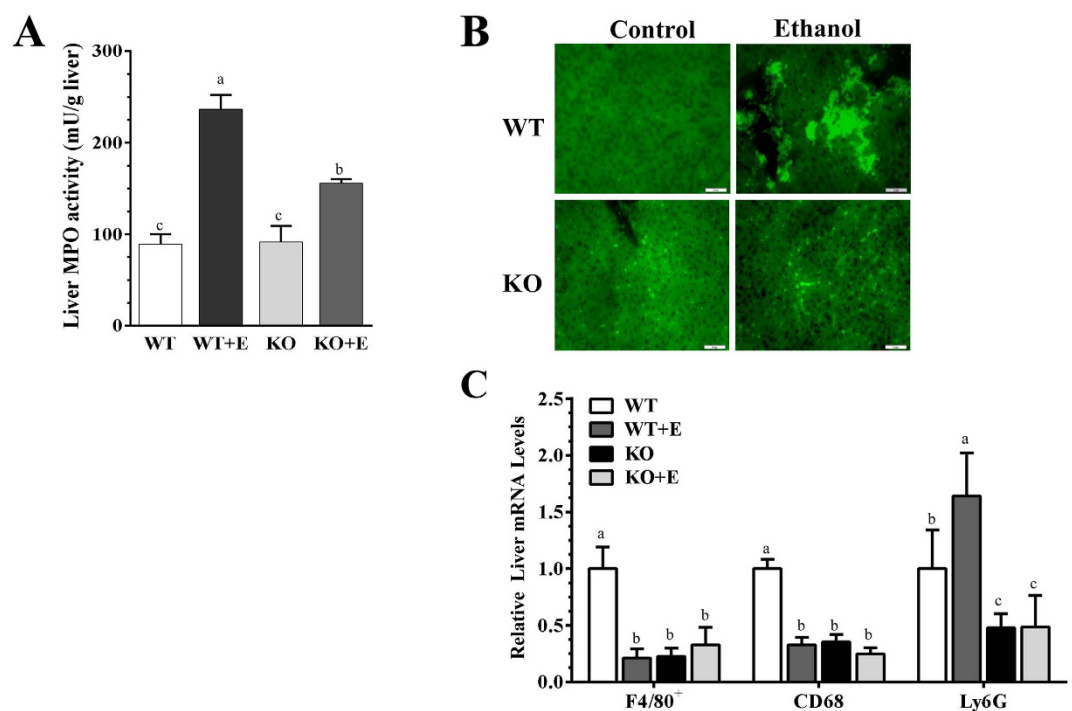 A
Liver MPO activity (mU/g liver)
300
200
100
0
a
b
c
c
WT
WT+E
KO
KO+E
B
Control
Ethanol
WT
KO
C
Relative Liver mRNA Levels
2.5
2.0
1.5
1.0
0.5
0.0
WT
WT+E
KO
KO+E
a
b
b
b
a
b
b
b
b
a
c
c
F4/80+
CD68
Ly6G